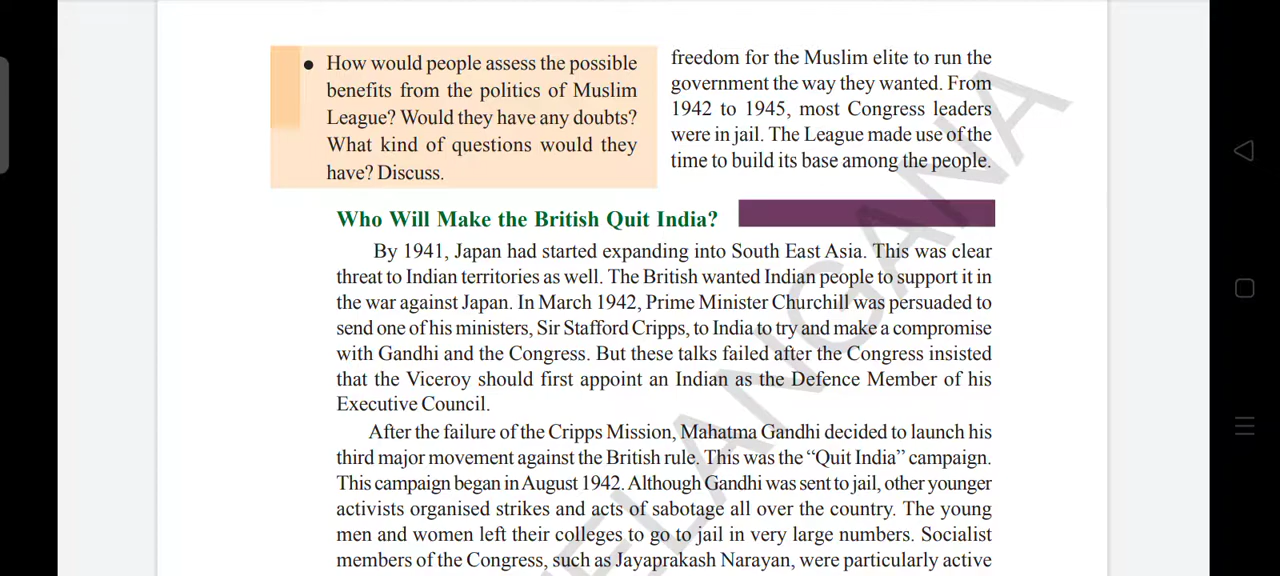 ● How would people assess the possible
benefits from the politics of Muslim
League? Would they have any doubts?
What kind of questions would they
have? Discuss.
freedom for the Muslim elite to run the
government the way they wanted. From
1942 to 1945, most Congress leaders
were in jail. The League made use of the
time to build its base among the people.
Who Will Make the British Quit India?
By 1941, Japan had started expanding into South East Asia. This was clear
threat to Indian territories as well. The British wanted Indian people to support it in
the war against Japan. In March 1942, Prime Minister Churchill was persuaded to
send one of his ministers, Sir Stafford Cripps, to India to try and make a compromise
with Gandhi and the Congress. But these talks failed after the Congress insisted
that the Viceroy should first appoint an Indian as the Defence Member of his
Executive Council.
After the failure of the Cripps Mission, Mahatma Gandhi decided to launch his
third major movement against the British rule. This was the “Quit India” campaign.
This campaign began in August 1942. Although Gandhi was sent to jail, other younger
activists organised strikes and acts of sabotage all over the country. The young
men and women left their colleges to go to jail in very large numbers. Socialist
members of the Congress, such as Jayaprakash Narayan, were particularly active
ELANGANA